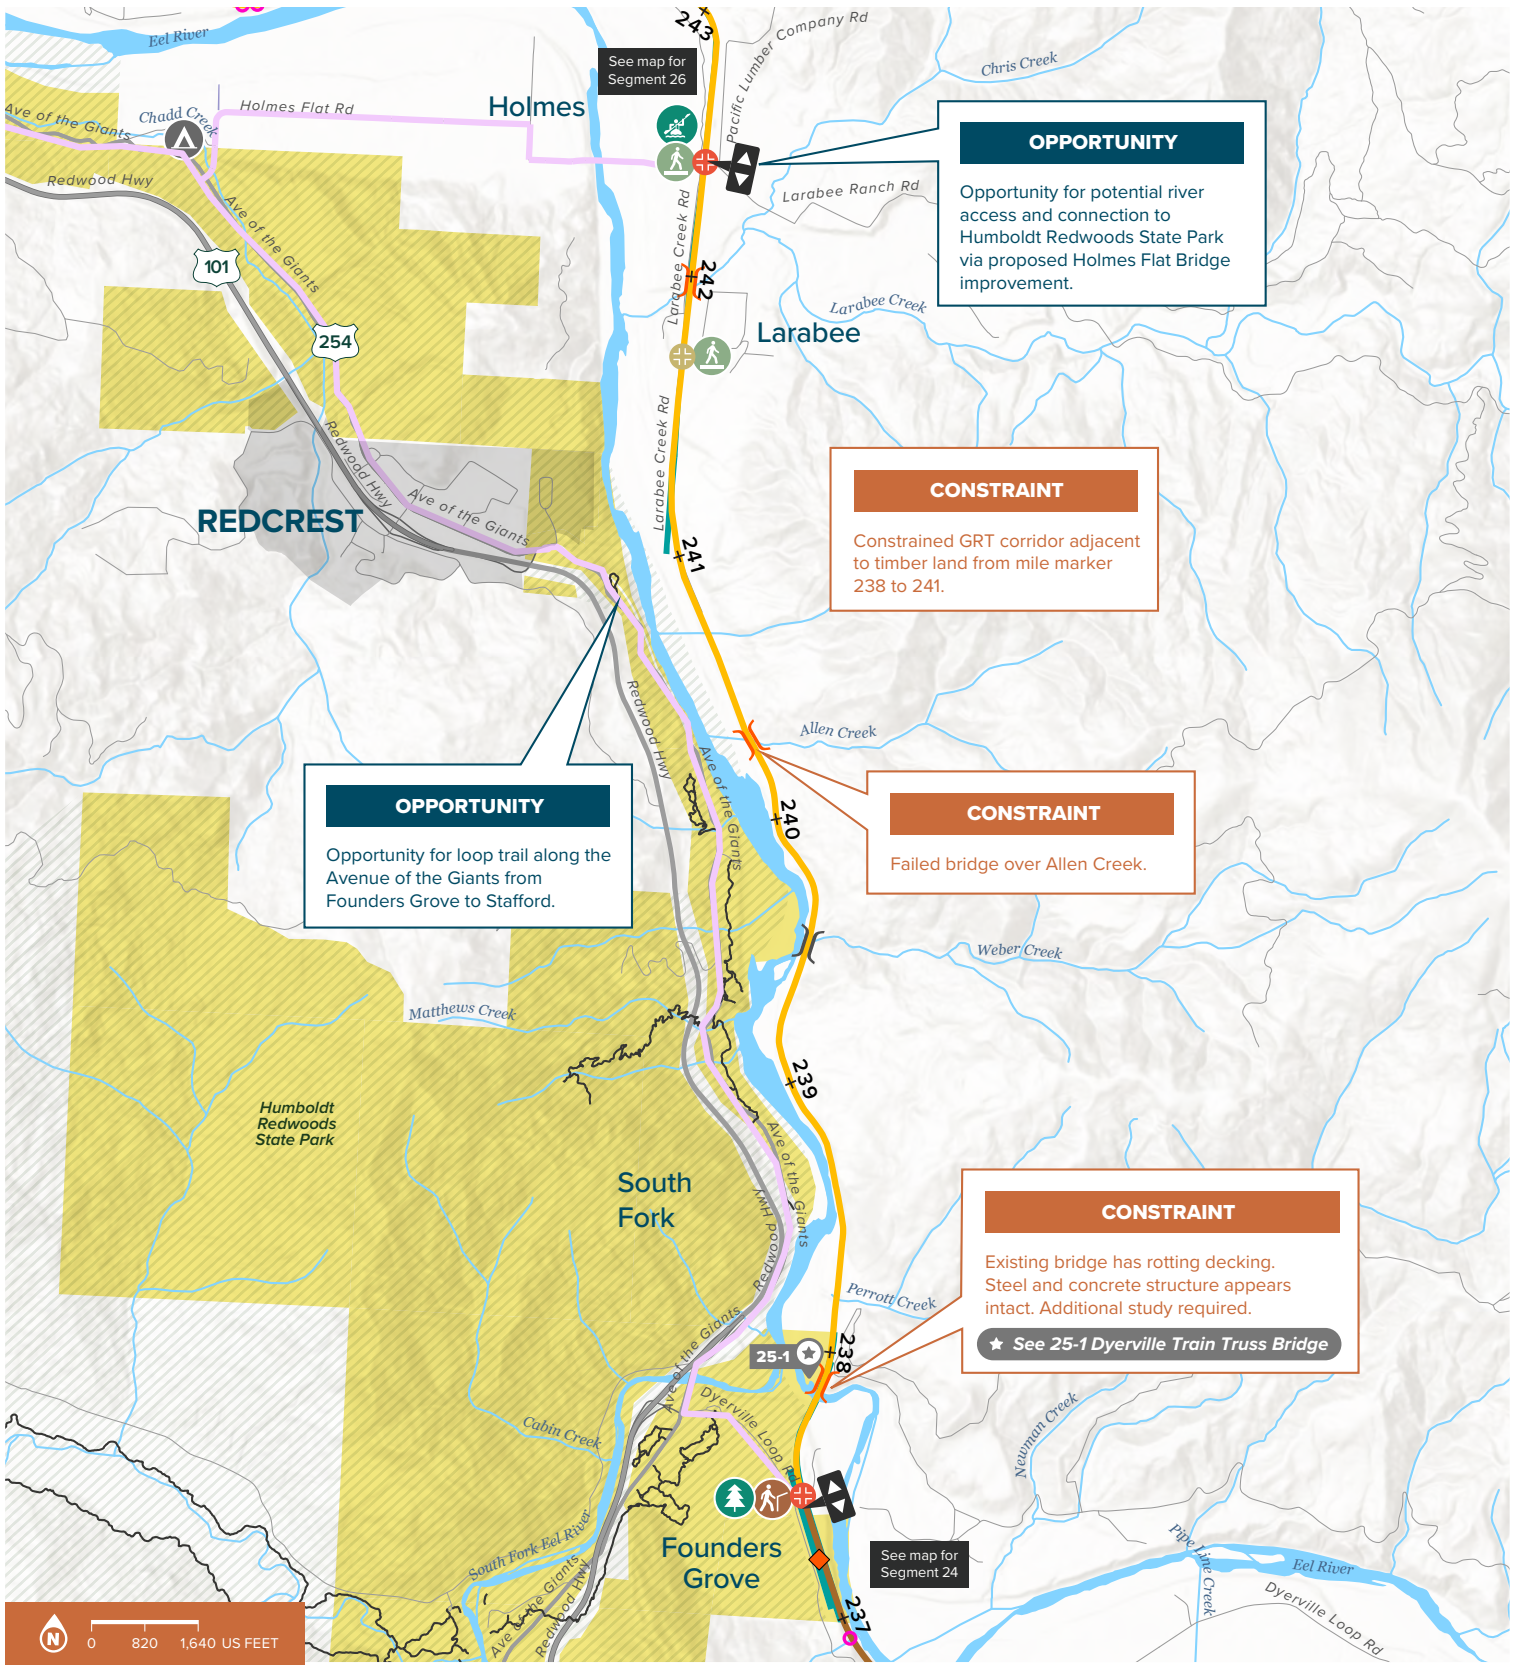 243
Eel River
See map for
Segment 26
Pacific Lumber Company Rd
Chris Creek
Ave of the Giants
Chadd Creek
Holmes Flat Rd
Holmes
Redwood Hwy
Larabee Ranch Rd
OPPORTUNITY
Opportunity for potential river
access and connection to
Humboldt Redwoods State Park
via proposed Holmes Flat Bridge
improvement.
Ave of the Giants
101
Larabee Creek Rd
242
Larabee Creek
254
Larabee
Redwood Hwy
Larabee Creek Rd
REDCREST
Ave of the Giants
241
CONSTRAINT
Constrained GRT corridor adjacent
to timber land from mile marker
238 to 241.
Redwood Hwy
Allen Creek
Ave of the Giants
240
OPPORTUNITY
Opportunity for loop trail along the
Avenue of the Giants from
Founders Grove to Stafford.
CONSTRAINT
Failed bridge over Allen Creek.
Weber Creek
Matthews Creek
239
Humboldt
Redwoods
State Park
Ave of the Giants
South
Fork
Redwood Hwy
CONSTRAINT
Existing bridge has rotting decking.
Steel and concrete structure appears
intact. Additional study required.
See 25-1 Dyerville Train Truss Bridge
Perrott Creek
Ave of the Giants
25-1
238
Dyerville Loop Rd
Cabin Creek
Newman Creek
South Fork Eel River
Founders
Grove
See map for
Segment 24
Pipe Line Creek
Eel River
Dyerville Loop Rd
Ave of the Giants
Redwood Hwy
237
N
0 820 1,640 US FEET